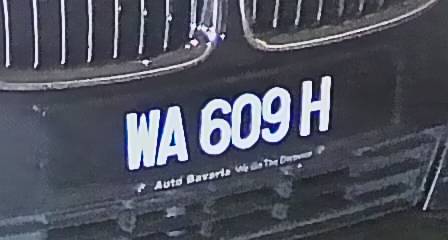 WA 609 H
Auto Bavaria We Go The Distance